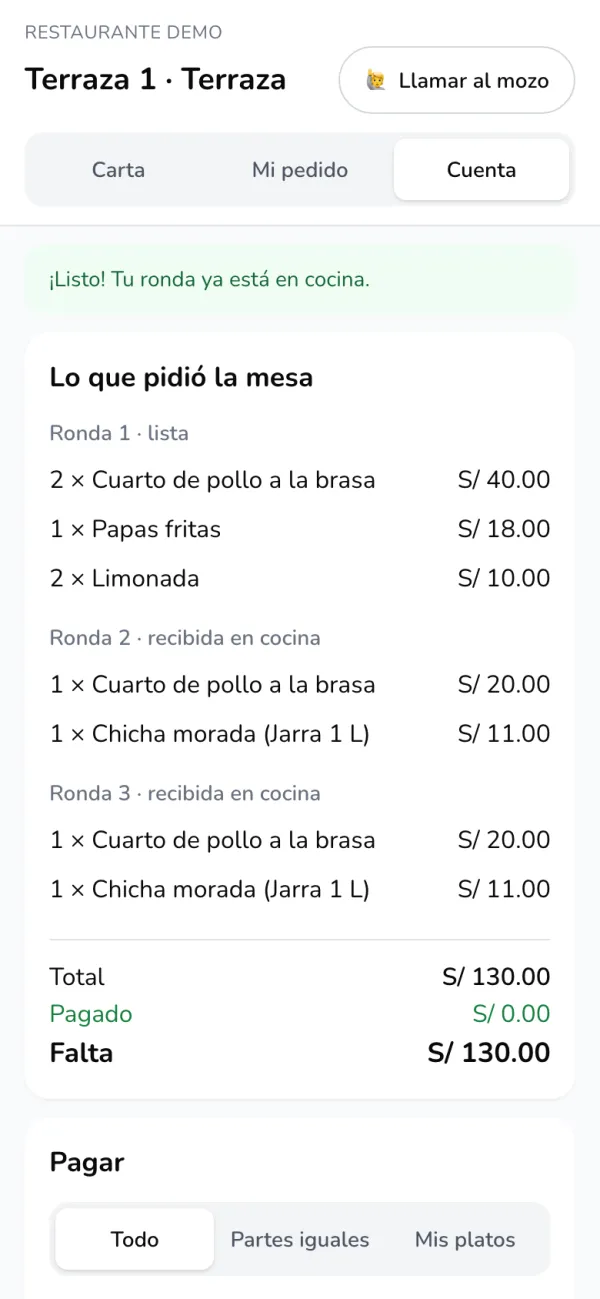 RESTAURANTE DEMO
Terraza 1 · Terraza
Llamar al mozo
Carta
Mi pedido
Cuenta
¡Listo! Tu ronda ya está en cocina.
Lo que pidió la mesa
Ronda 1 · lista
2 × Cuarto de pollo a la brasa S/ 40.00
1 × Papas fritas S/ 18.00
2 × Limonada S/ 10.00
Ronda 2 · recibida en cocina
1 × Cuarto de pollo a la brasa S/ 20.00
1 × Chicha morada (Jarra 1 L) S/ 11.00
Ronda 3 · recibida en cocina
1 × Cuarto de pollo a la brasa S/ 20.00
1 × Chicha morada (Jarra 1 L) S/ 11.00
Total S/ 130.00
Pagado S/ 0.00
Falta S/ 130.00
Pagar
Todo
Partes iguales
Mis platos